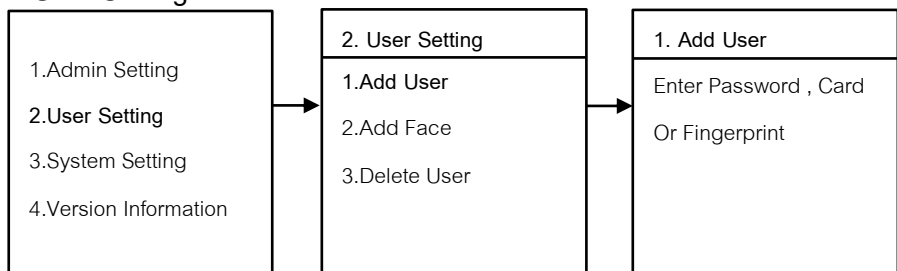 1.Admin Setting
2.User Setting
3.System Setting
4.Version Information
2. User Setting
1.Add User
2.Add Face
3.Delete User
1. Add User
Enter Password , Card
Or Fingerprint